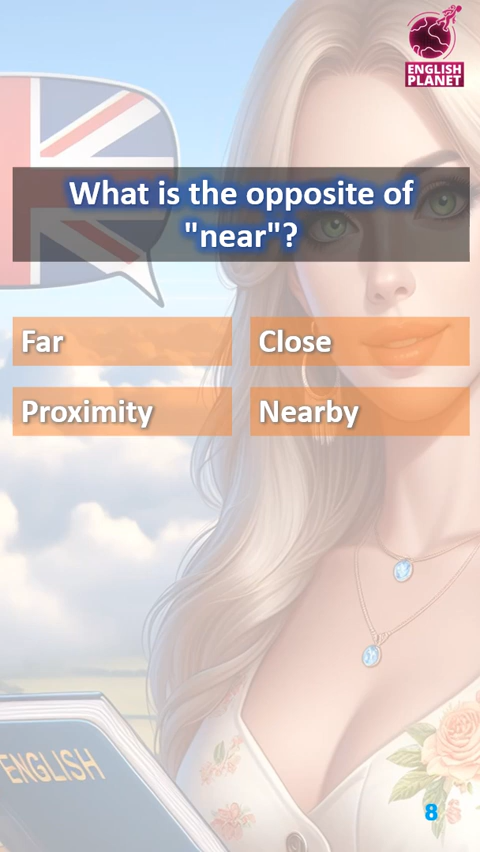 ENGLISH
PLANET
What is the opposite of
"near"?
Far
Close
Proximity
Nearby
ENGLISH
8